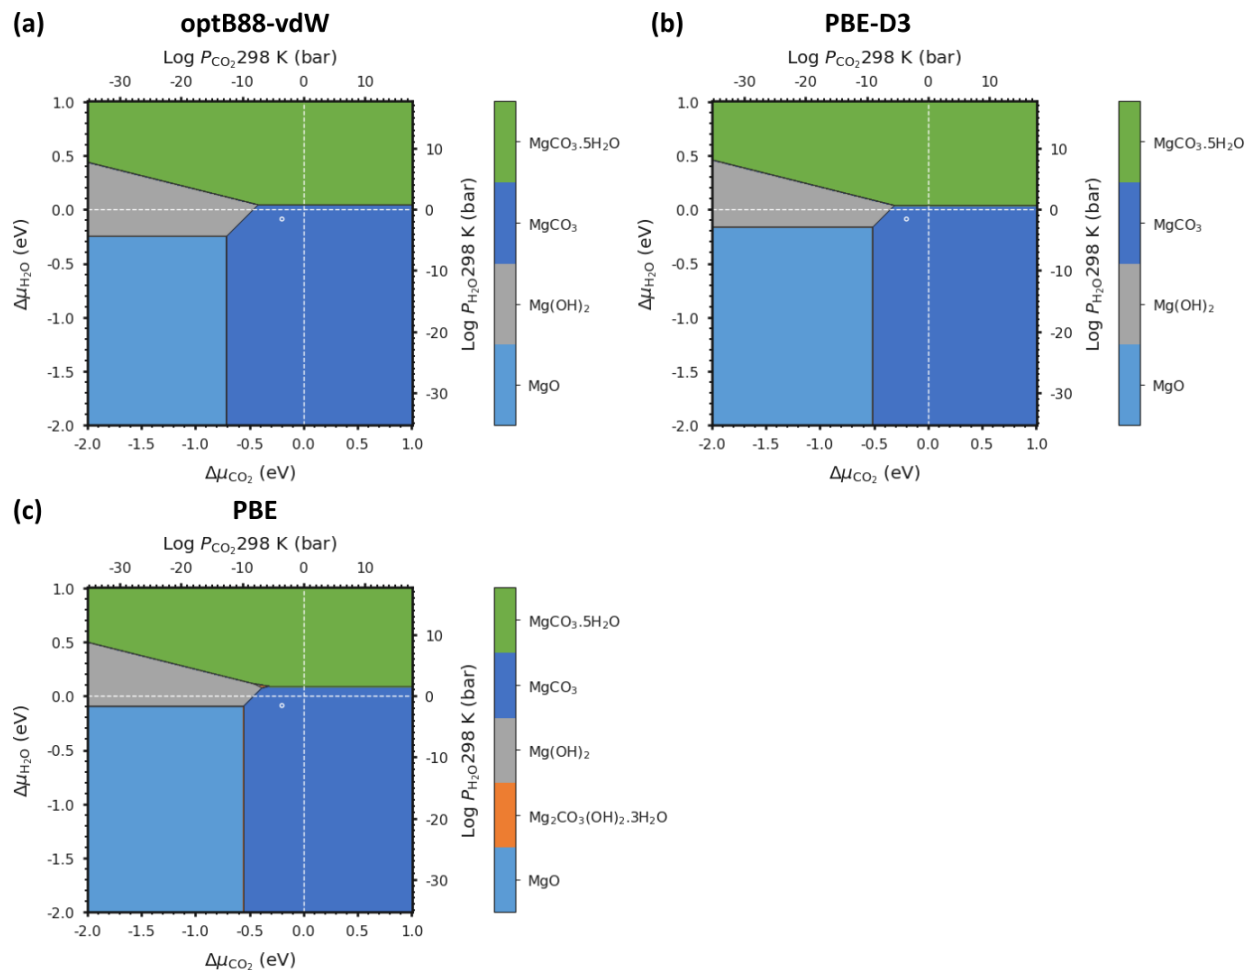 (a) optB88-vdW
Log P_CO₂ 298 K (bar)
-30 -20 -10 0 10
1.0
0.5
0.0
-0.5
-1.0
-1.5
-2.0
Δμ_H₂O (eV)
10
0
-10
-20
-30
Log P_H₂O 298 K (bar)
MgCO₃.5H₂O
MgCO₃
Mg(OH)₂
MgO
-2.0 -1.5 -1.0 -0.5 0.0 0.5 1.0
Δμ_CO₂ (eV)
(b) PBE-D3
Log P_CO₂ 298 K (bar)
-30 -20 -10 0 10
1.0
0.5
0.0
-0.5
-1.0
-1.5
-2.0
Δμ_H₂O (eV)
10
0
-10
-20
-30
Log P_H₂O 298 K (bar)
MgCO₃.5H₂O
MgCO₃
Mg(OH)₂
MgO
-2.0 -1.5 -1.0 -0.5 0.0 0.5 1.0
Δμ_CO₂ (eV)
(c) PBE
Log P_CO₂ 298 K (bar)
-30 -20 -10 0 10
1.0
0.5
0.0
-0.5
-1.0
-1.5
-2.0
Δμ_H₂O (eV)
10
0
-10
-20
-30
Log P_H₂O 298 K (bar)
MgCO₃.5H₂O
MgCO₃
Mg(OH)₂
Mg₂CO₃(OH)₂.3H₂O
MgO
-2.0 -1.5 -1.0 -0.5 0.0 0.5 1.0
Δμ_CO₂ (eV)